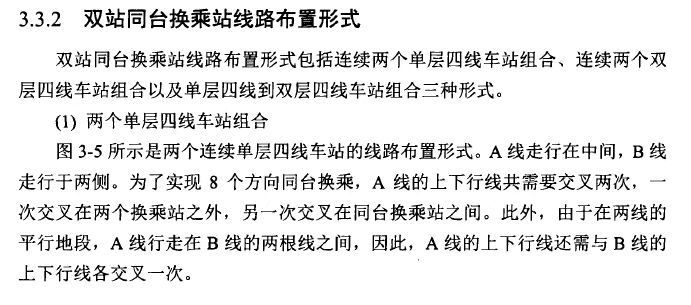 3.3.2 双站同台换乘站线路布置形式
双站同台换乘站线路布置形式包括连续两个单层四线车站组合、连续两个双
层四线车站组合以及单层四线到双层四线车站组合三种形式。
(1) 两个单层四线车站组合
图 3-5 所示是两个连续单层四线车站的线路布置形式。A 线走行在中间，B 线
走行于两侧。为了实现 8 个方向同台换乘，A 线的上下行线共需要交叉两次，一
次交叉在两个换乘站之外，另一次交叉在同台换乘站之间。此外，由于在两线的
平行地段，A 线行走在 B 线的两根线之间，因此，A 线的上下行线还需与 B 线的
上下行线各交叉一次。